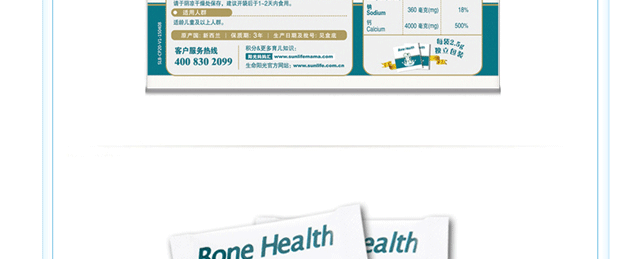 请于阴凉干燥处保存，建议开袋后于1-2天内食用。
适用人群
适龄儿童及以上人群。
原产国：新西兰 | 保质期：3年 | 生产日期及批号：见盒底
客户服务热线
400 830 2099
积分&更多育儿知识：
www.sunlifemama.com
生命阳光官方网站：www.sunlife.com.cn
钠
Sodium 360 毫克(mg) 18%
钙
Calcium 4000 毫克(mg) 500%
Bone Health
每袋2.5g
独立包装
Bone Health
ealth